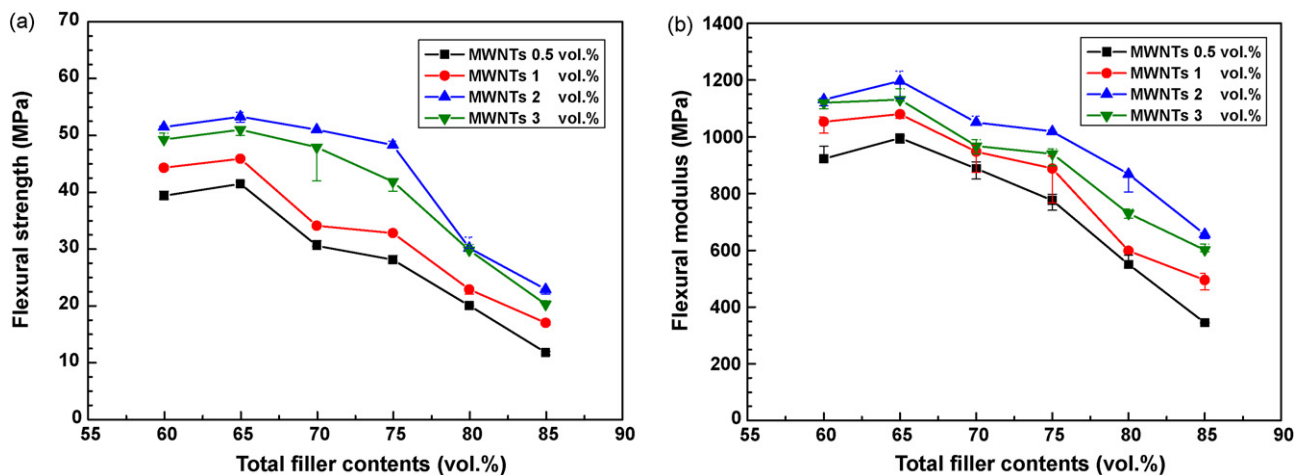 (a)
Flexural strength (MPa)
70
60
50
40
30
20
10
0
MWNTs 0.5 vol.%
MWNTs 1 vol.%
MWNTs 2 vol.%
MWNTs 3 vol.%
55 60 65 70 75 80 85 90
Total filler contents (vol.%)
(b)
Flexural modulus (MPa)
1400
1200
1000
800
600
400
200
0
MWNTs 0.5 vol.%
MWNTs 1 vol.%
MWNTs 2 vol.%
MWNTs 3 vol.%
55 60 65 70 75 80 85 90
Total filler contents (vol.%)